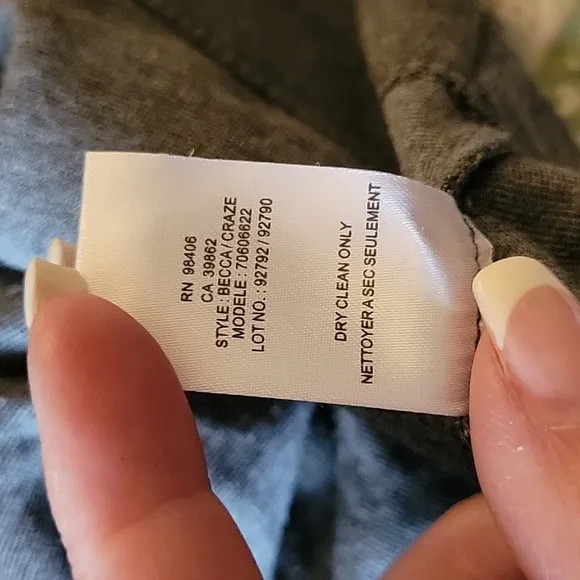 RN 98406
CA 39862
STYLE : BECCA / CRAZE
MODELE : 70606622
LOT NO. : 92792 / 92790
DRY CLEAN ONLY
NETTOYER A SEC SEULEMENT